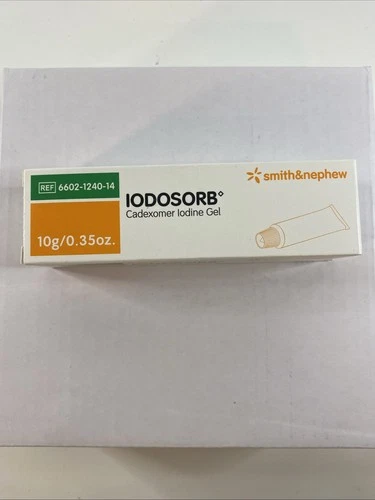 REF 6602-1240-14
10g/0.35oz.
IODOSORB◊
Cadexomer Iodine Gel
smith&nephew